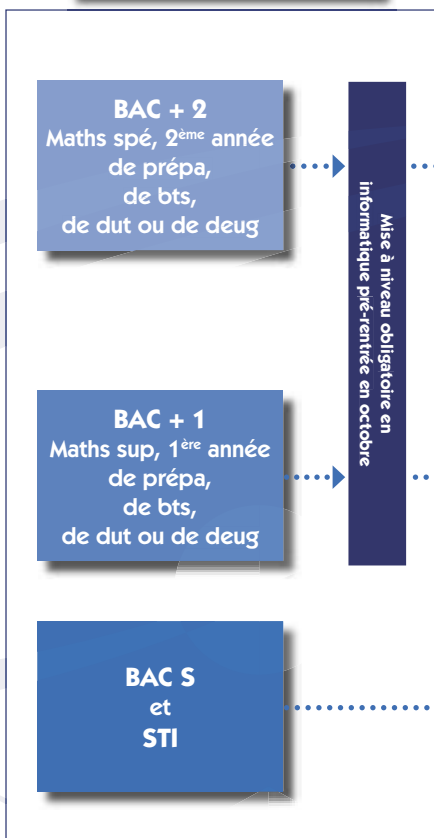 BAC + 2
Maths spé, 2ème année
de prépa,
de bts,
de dut ou de deug
Mise à niveau obligatoire en
informatique pré-rentrée en octobre
BAC + 1
Maths sup, 1ère année
de prépa,
de bts,
de dut ou de deug
BAC S
et
STI